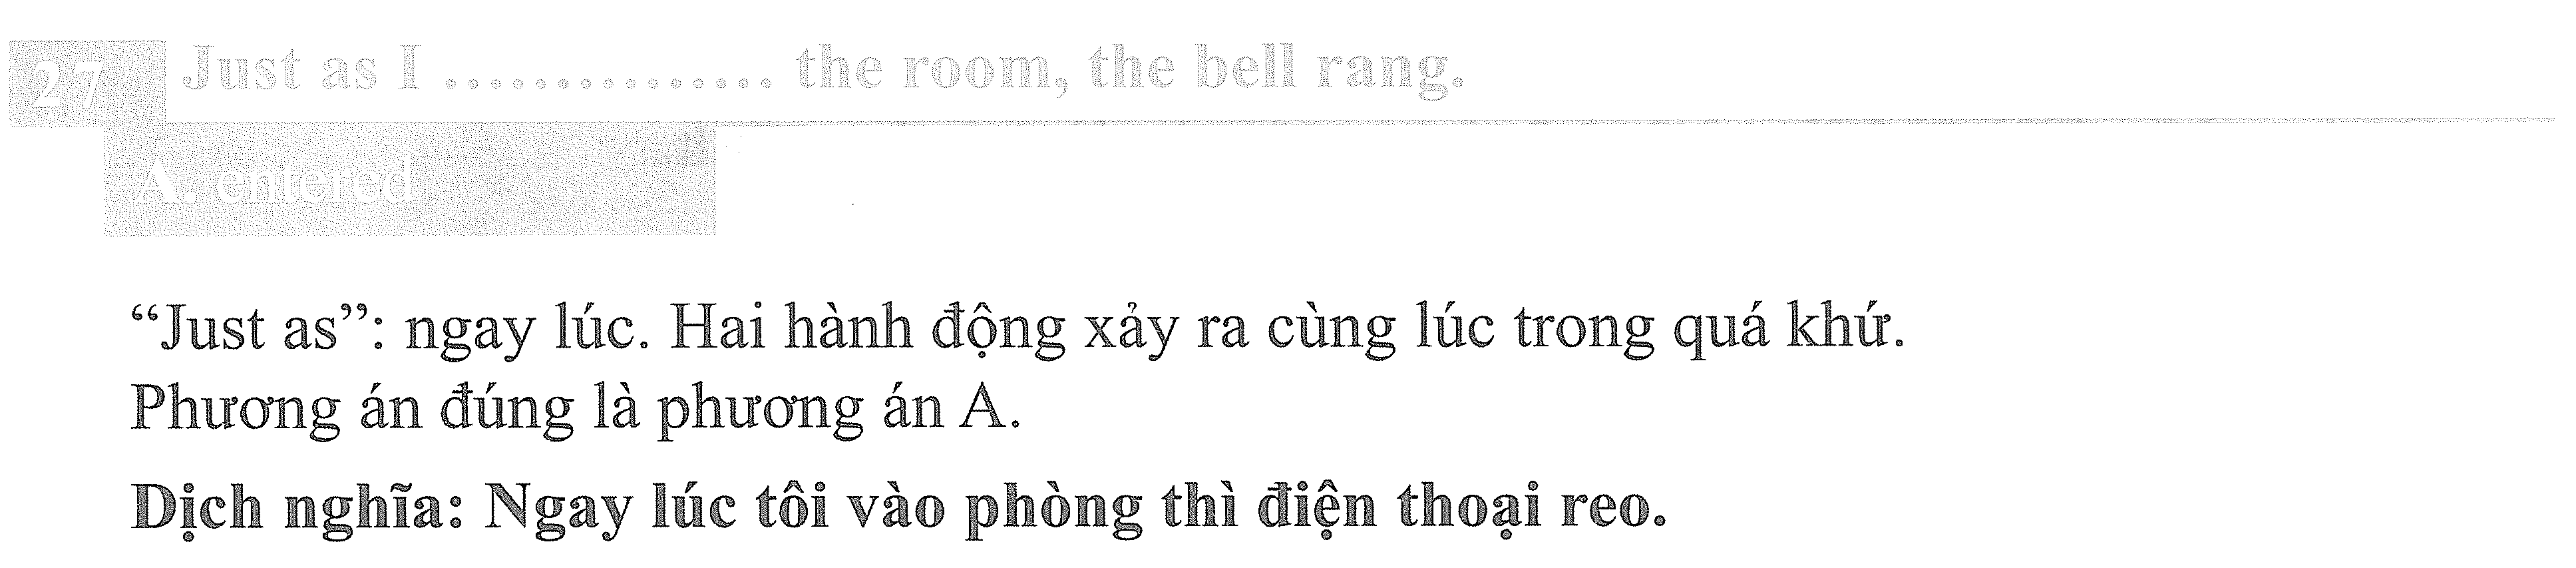 27 Just as I ............... the room, the bell rang.
A. entered
“Just as”: ngay lúc. Hai hành động xảy ra cùng lúc trong quá khứ.
Phương án đúng là phương án A.
Dịch nghĩa: Ngay lúc tôi vào phòng thì điện thoại reo.